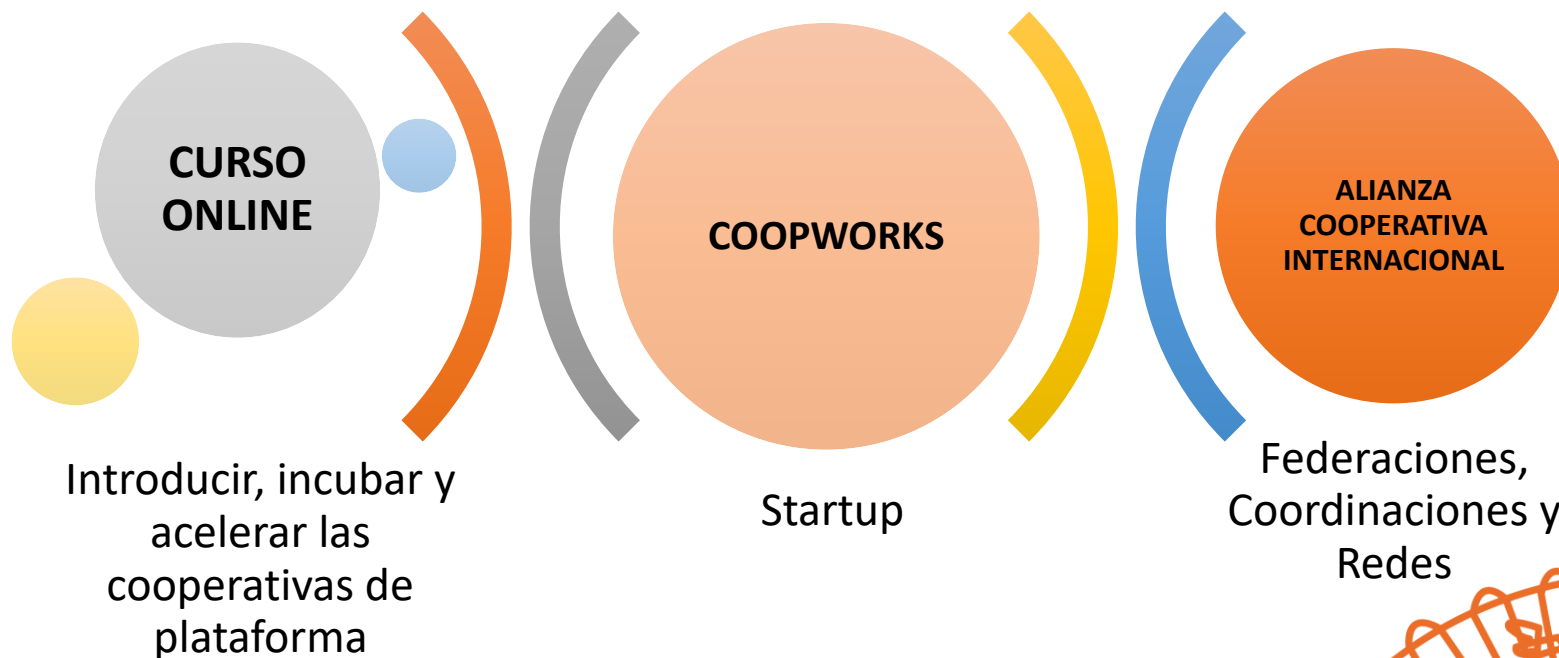 CURSO
ONLINE
Introducir, incubar y
acelerar las
cooperativas de
plataforma
COOPWORKS
Startup
ALIANZA
COOPERATIVA
INTERNACIONAL
Federaciones,
Coordinaciones y
Redes